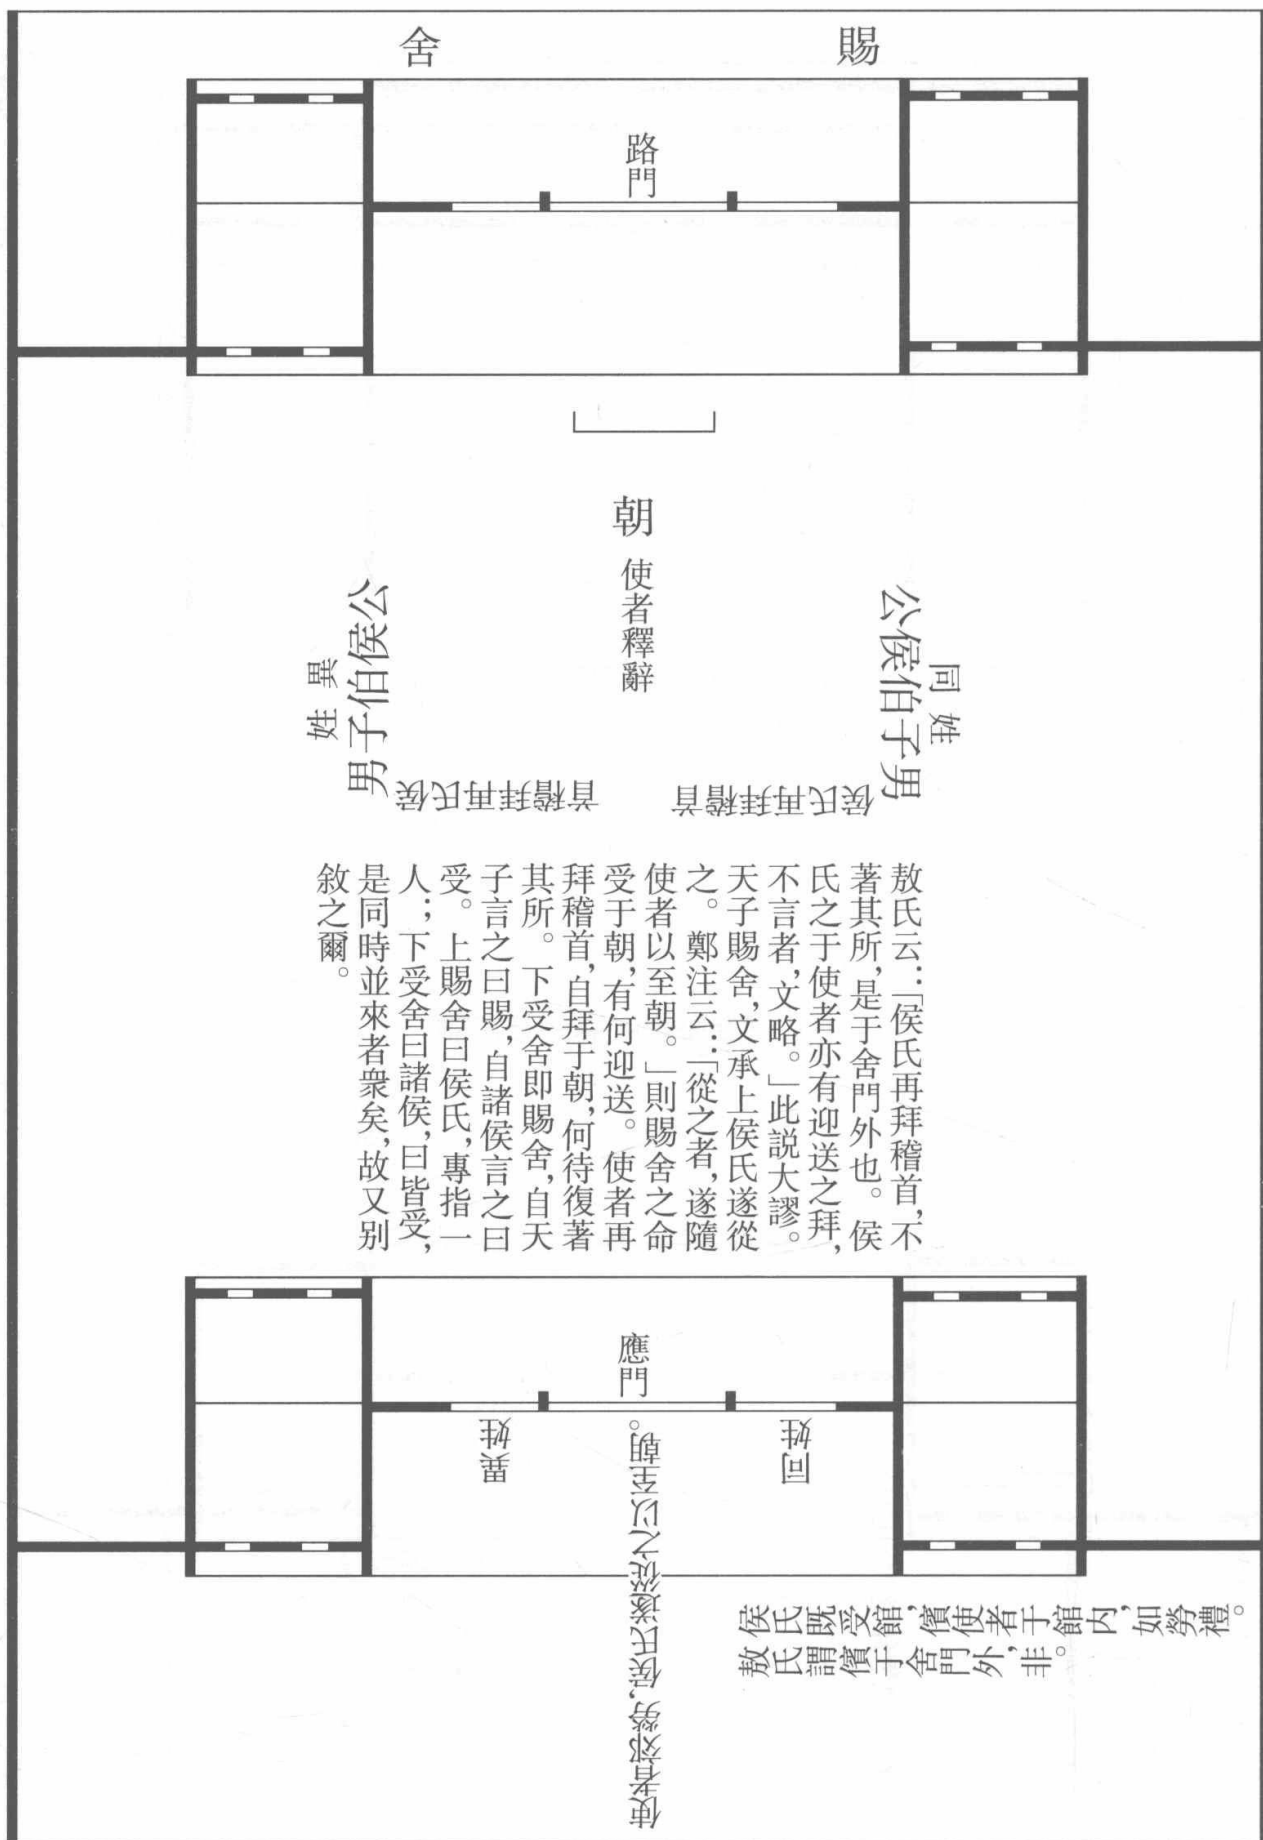 賜舍
路門
朝
使者釋辭
同姓
公侯伯子男
異姓
公侯伯子男
侯氏再拜稽首
侯氏再拜稽首
敖氏云：「侯氏再拜稽首，不
著其所，是于舍門外也。侯
氏之于使者亦有迎送之拜，
不言者，文略。」此説大謬。
天子賜舍，文承上侯氏遂從
之。鄭注云：「從之者，遂隨
使者以至朝。」則賜舍之命
受于朝，有何迎送。使者再
拜稽首，自拜于朝，何待復著
其所。下受舍即賜舍，自天
子言之曰賜，自諸侯言之曰
受。上賜舍曰侯氏，專指一
人；下受舍曰諸侯，曰皆受，
是同時並來者衆矣，故又别
敘之爾。
應門
同姓
異姓
使者郊勞，侯氏遂從之以至朝。
侯氏既受館，儐使者于館内，如勞禮。
敖氏謂儐于舍門外，非。